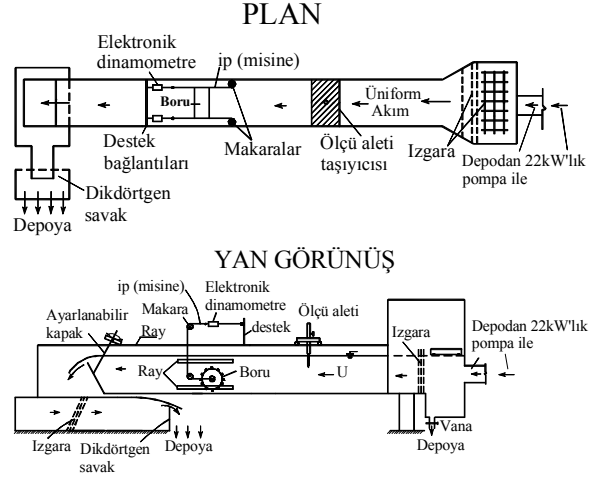 PLAN
Elektronik
dinamometre
ip (misine)
Boru
Üniform
Akım
Destek
bağlantıları
Makaralar
Ölçü aleti
taşıyıcısı
Izgara
Depodan 22kW'lık
pompa ile
Dikdörtgen
savak
Depoya
YAN GÖRÜNÜŞ
ip (misine)
Elektronik
dinamometre
Ayarlanabilir
kapak
Ray
Makara
destek
Ölçü aleti
Izgara
Depodan 22kW'lık
pompa ile
Ray
Boru
U
Izgara
Dikdörtgen
savak
Depoya
Vana
Depoya